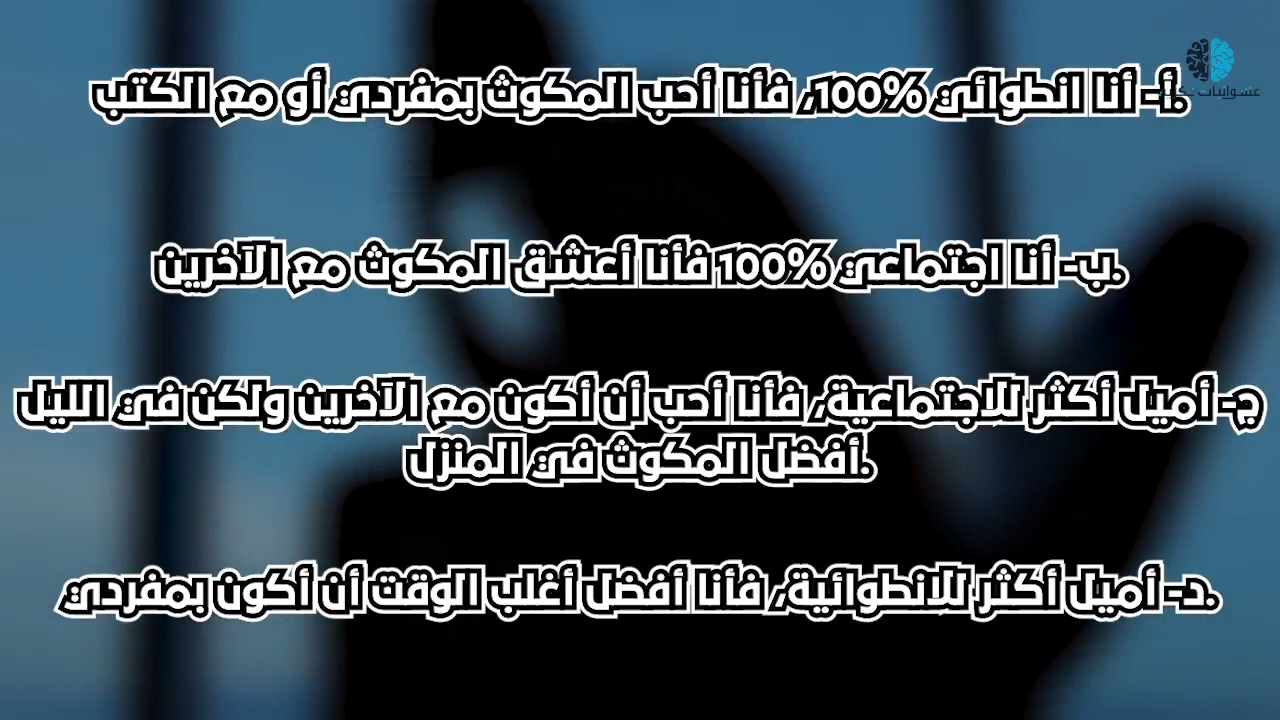 أ- أنا انطوائي 100%, فأنا أحب المكوث بمفردي أو مع الكتب.
ب- أنا اجتماعي 100% فأنا أعشق المكوث مع الآخرين.
ج- أميل أكثر للاجتماعية, فأنا أحب أن أكون مع الآخرين ولكن في الليل
أفضل المكوث في المنزل.
د- أميل أكثر للانطوائية, فأنا أفضل أغلب الوقت أن أكون بمفردي.